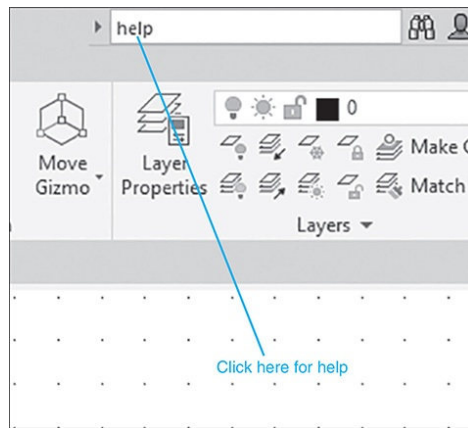 help
0
Move
Gizmo
Layer
Properties
Make
Match
Layers
Click here for help